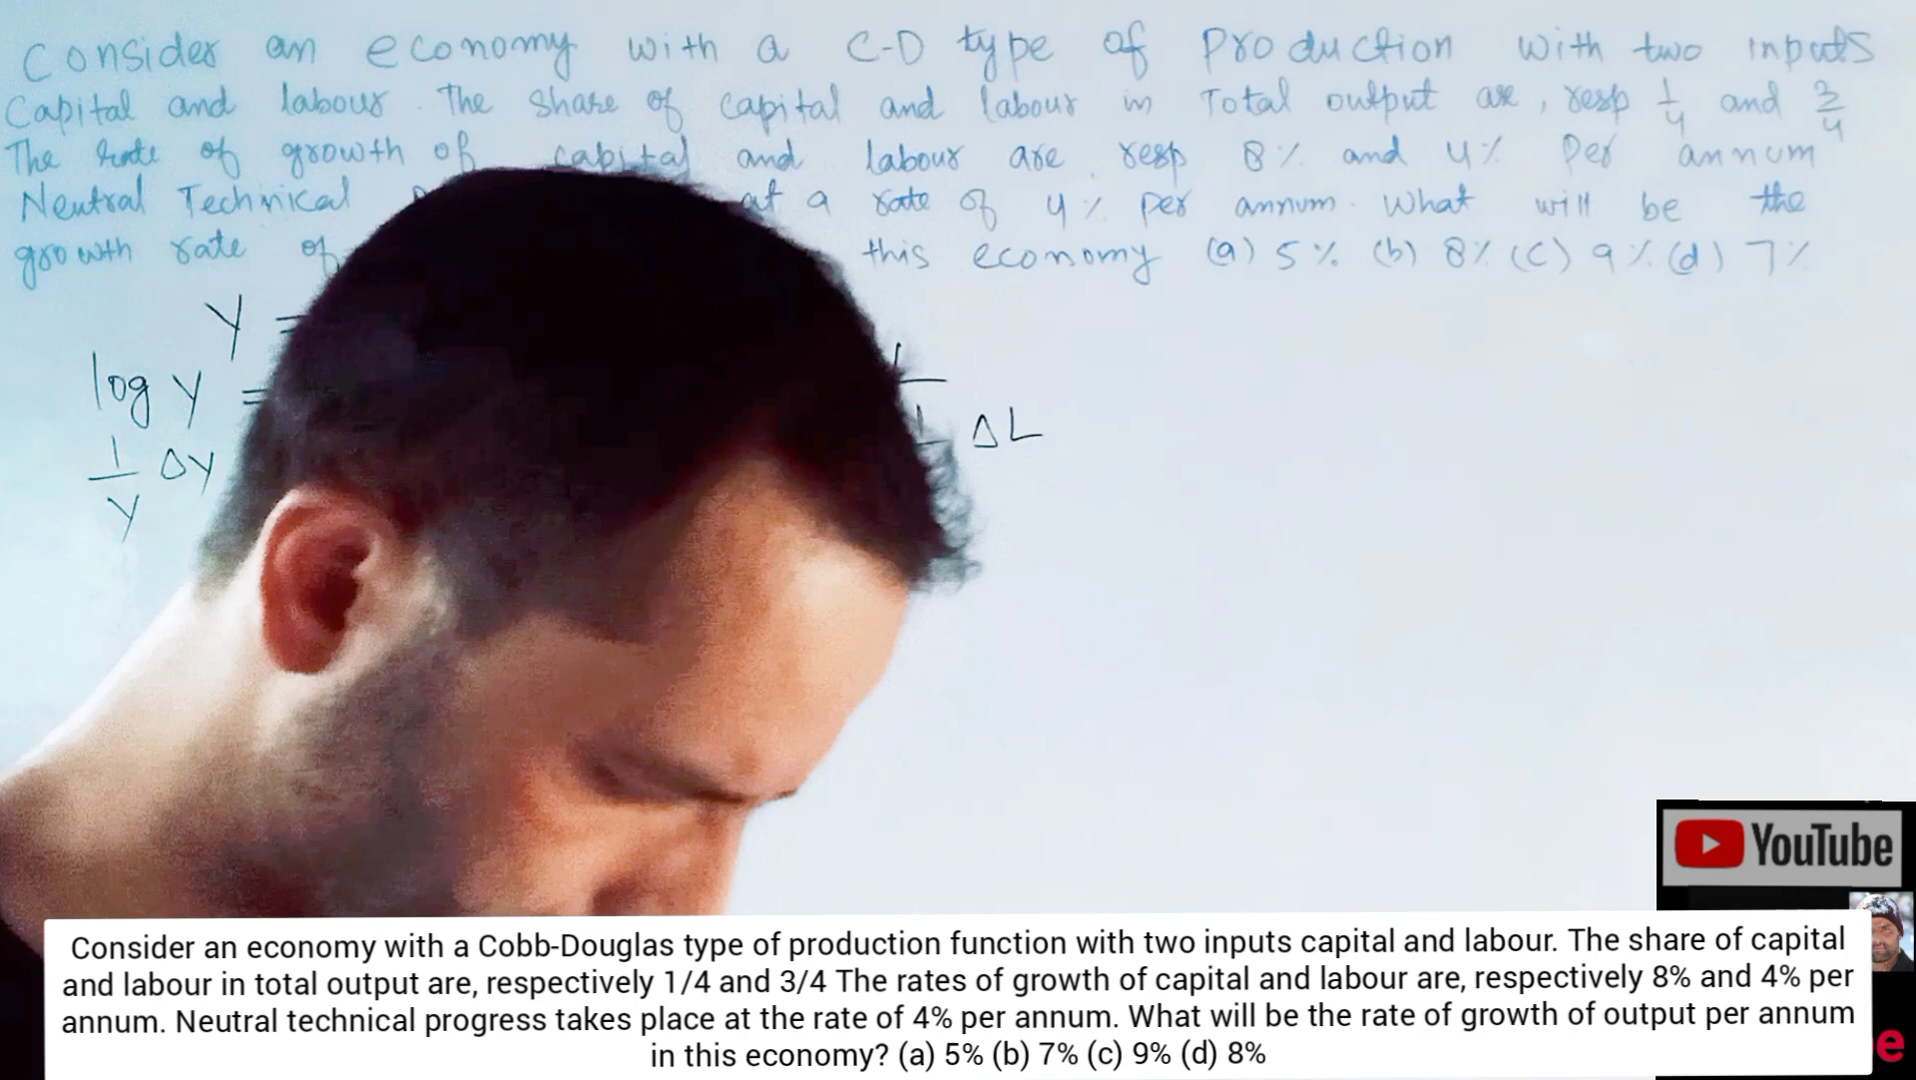 Consider an economy with a C-D type of Production with two inputs
Capital and labour. The Share of capital and labour in Total output are, resp 1/4 and 3/4
The rate of growth of capital and labour are resp 8% and 4% Per annum
Neutral Technical at a rate of 4% per annum. What will be the
growth rate of this economy (a) 5% (b) 8% (c) 9% (d) 7%
Y =
log Y =
1/Y ΔY ΔL
YouTube
Consider an economy with a Cobb-Douglas type of production function with two inputs capital and labour. The share of capital
and labour in total output are, respectively 1/4 and 3/4 The rates of growth of capital and labour are, respectively 8% and 4% per
annum. Neutral technical progress takes place at the rate of 4% per annum. What will be the rate of growth of output per annum
in this economy? (a) 5% (b) 7% (c) 9% (d) 8%